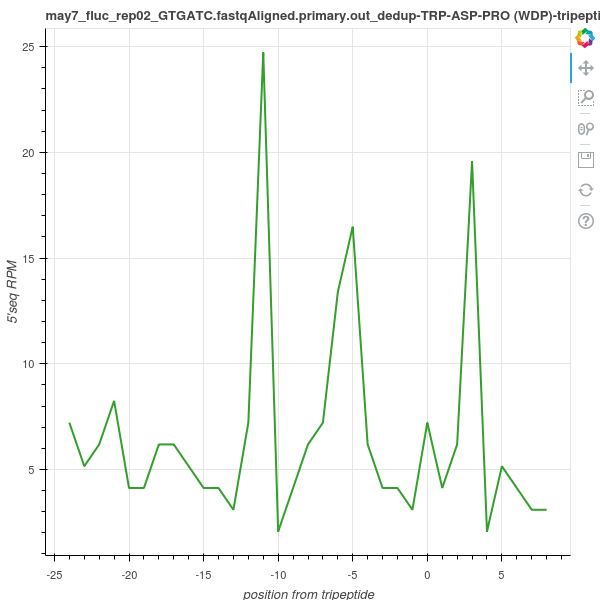 may7_fluc_rep02_GTGATC.fastqAligned.primary.out_dedup-TRP-ASP-PRO (WDP)-tripepti
25
20
15
10
5
5'seq RPM
-25 -20 -15 -10 -5 0 5
position from tripeptide